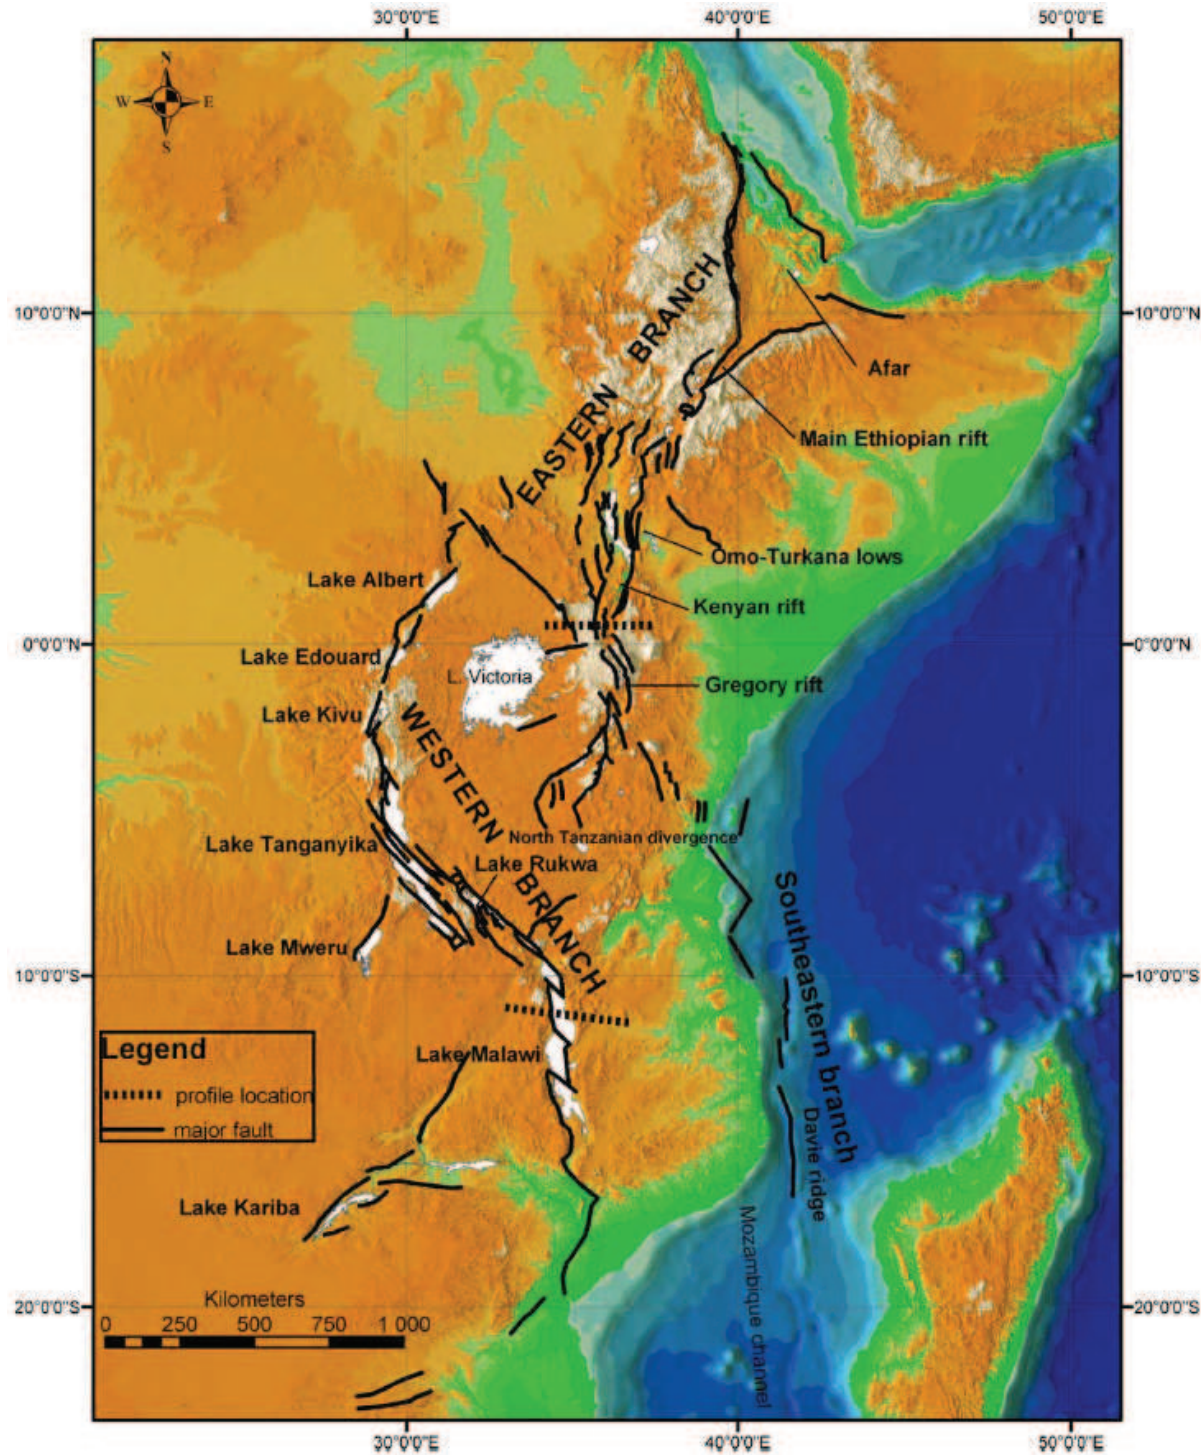 30°0'0"E
40°0'0"E
50°0'0"E
N
W
E
S
10°0'0"N
10°0'0"N
EASTERN BRANCH
Afar
Main Ethiopian rift
Omo-Turkana lows
Lake Albert
Kenyan rift
0°0'0"N
0°0'0"N
Lake Edouard
L. Victoria
Gregory rift
Lake Kivu
WESTERN BRANCH
North Tanzanian divergence
Lake Tanganyika
Lake Rukwa
Southeastern branch
Lake Mweru
10°0'0"S
10°0'0"S
Legend
profile location
major fault
Lake Malawi
Davie ridge
Lake Kariba
Mozambique channel
Kilometers
0 250 500 750 1 000
20°0'0"S
20°0'0"S
30°0'0"E
40°0'0"E
50°0'0"E